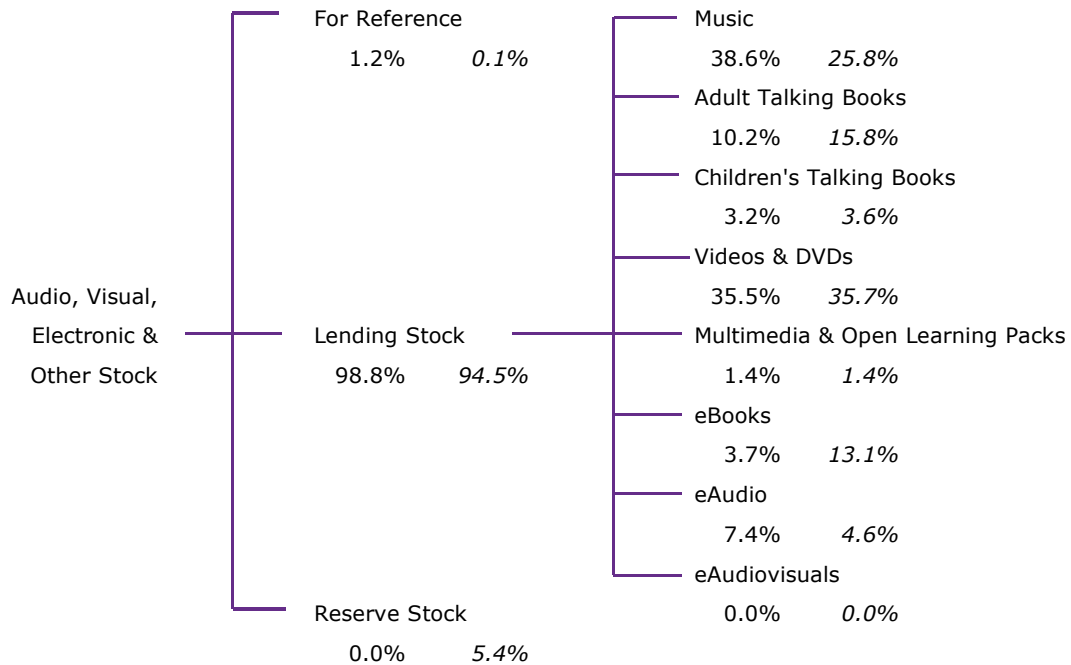 Audio, Visual,
Electronic &
Other Stock
For Reference
1.2% 0.1%
Lending Stock
98.8% 94.5%
Reserve Stock
0.0% 5.4%
Music
38.6% 25.8%
Adult Talking Books
10.2% 15.8%
Children's Talking Books
3.2% 3.6%
Videos & DVDs
35.5% 35.7%
Multimedia & Open Learning Packs
1.4% 1.4%
eBooks
3.7% 13.1%
eAudio
7.4% 4.6%
eAudiovisuals
0.0% 0.0%